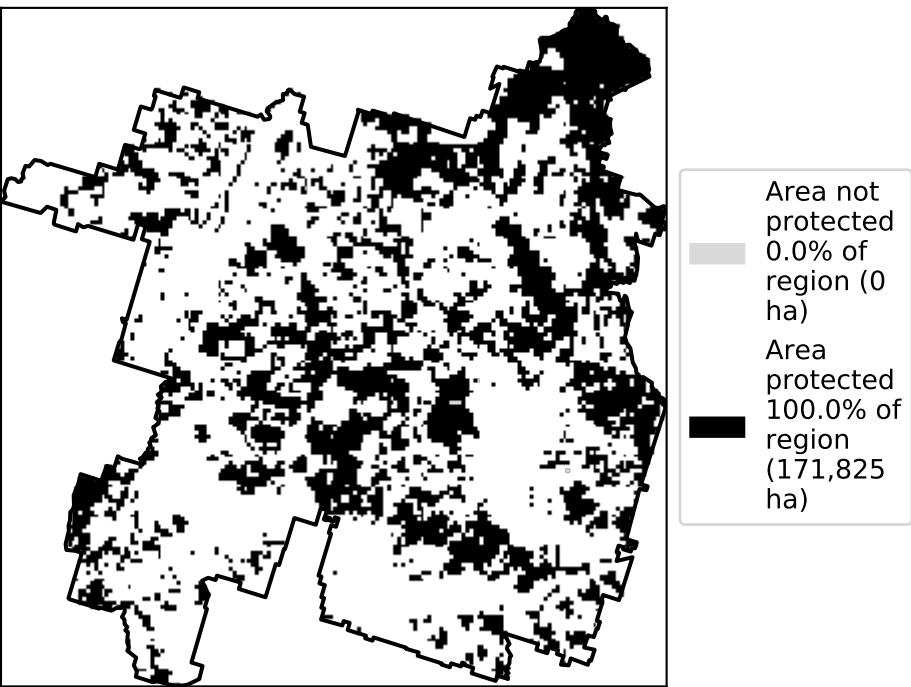 Area not
protected
0.0% of
region (0
ha)
Area
protected
100.0% of
region
(171,825
ha)